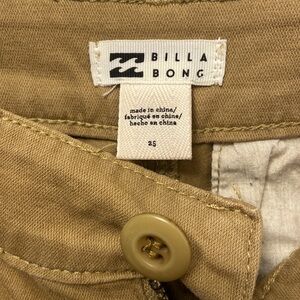 BILLA
BONG
made in china/
fabriqué en chine/
hecho en china
25